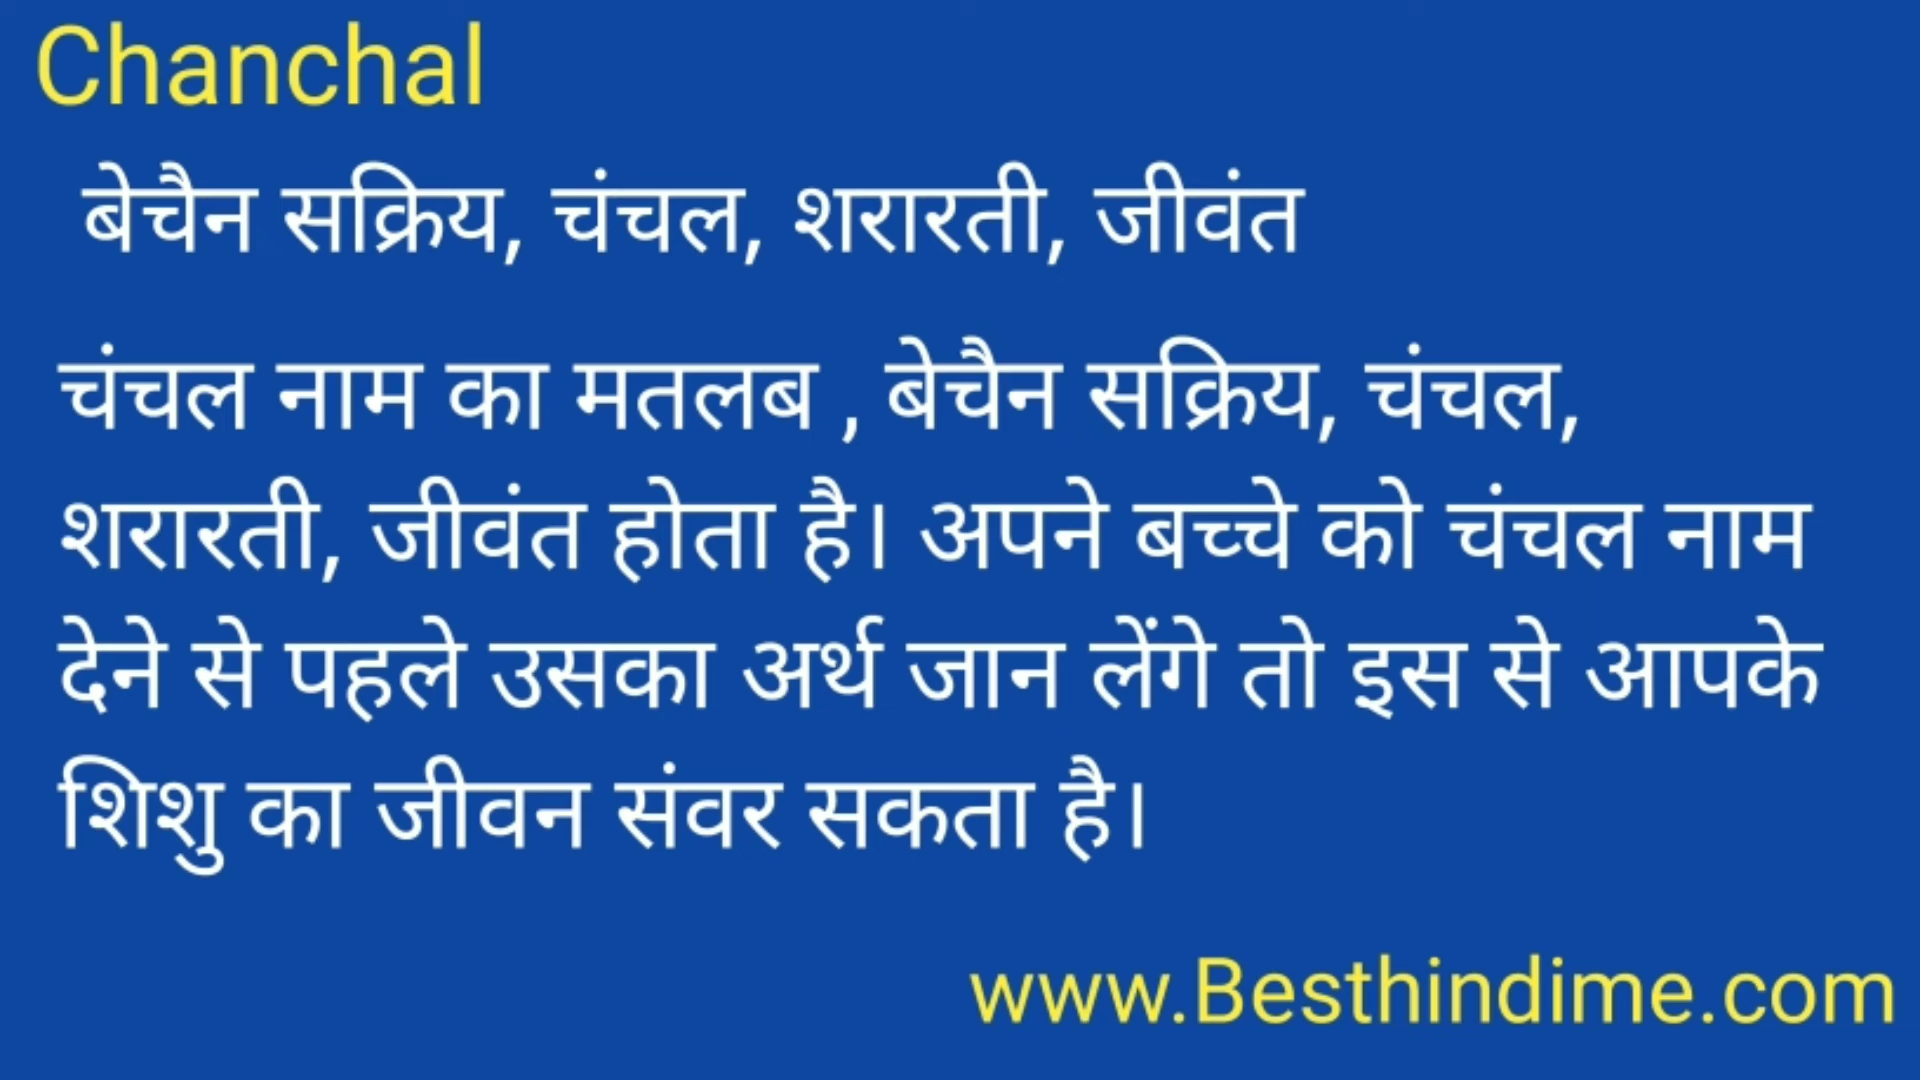 Chanchal
बेचैन सक्रिय, चंचल, शरारती, जीवंत
चंचल नाम का मतलब , बेचैन सक्रिय, चंचल,
शरारती, जीवंत होता है। अपने बच्चे को चंचल नाम
देने से पहले उसका अर्थ जान लेंगे तो इस से आपके
शिशु का जीवन संवर सकता है।
www.Besthindime.com